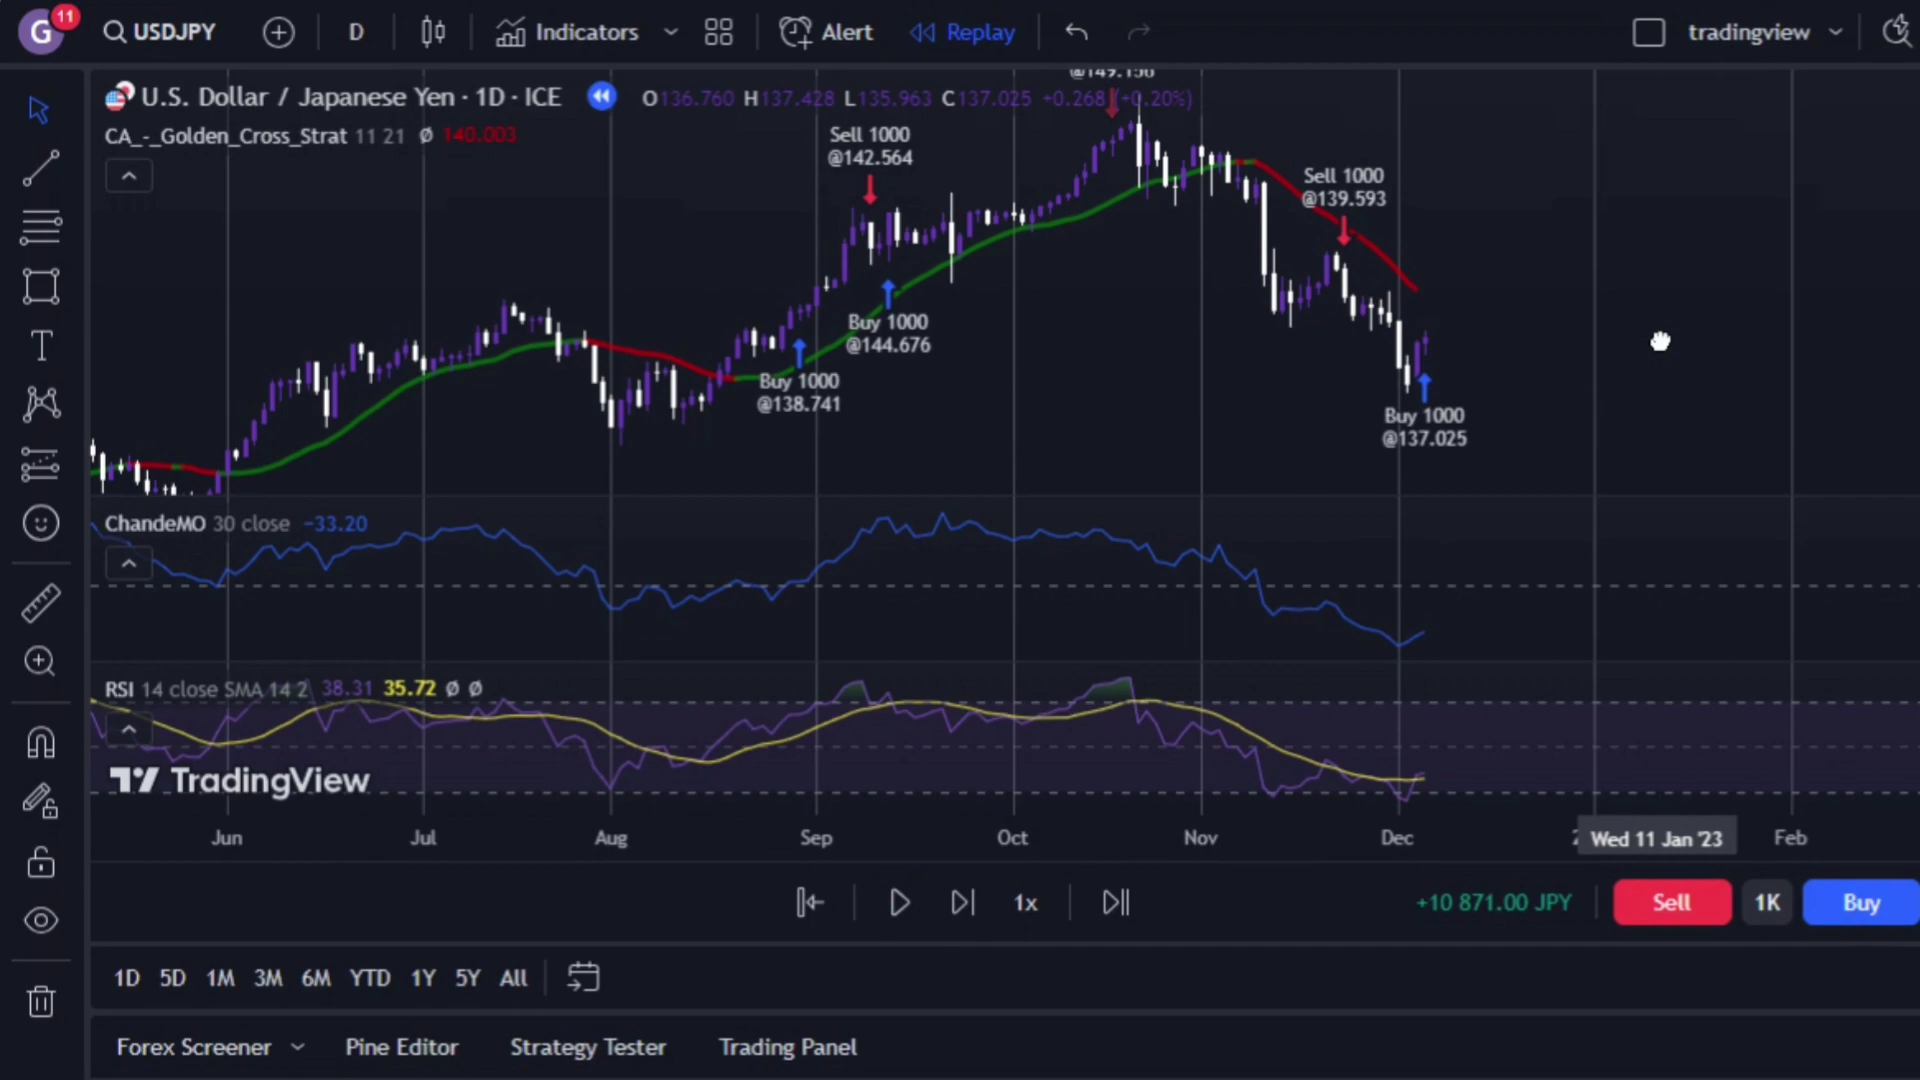 G 11 USDJPY D Indicators Alert Replay tradingview
U.S. Dollar / Japanese Yen · 1D · ICE O136.760 H137.428 L135.963 C137.025 +0.268 (+0.20%)
@149.156
CA_-_Golden_Cross_Strat 11 21 Ø 140.003
Sell 1000
@142.564
Sell 1000
@139.593
Buy 1000
@144.676
Buy 1000
@138.741
Buy 1000
@137.025
ChandeMO 30 close −33.20
RSI 14 close SMA 14 2 38.31 35.72 Ø Ø
TradingView
Jun Jul Aug Sep Oct Nov Dec Wed 11 Jan '23 Feb
1x +10 871.00 JPY Sell 1K Buy
1D 5D 1M 3M 6M YTD 1Y 5Y All
Forex Screener Pine Editor Strategy Tester Trading Panel